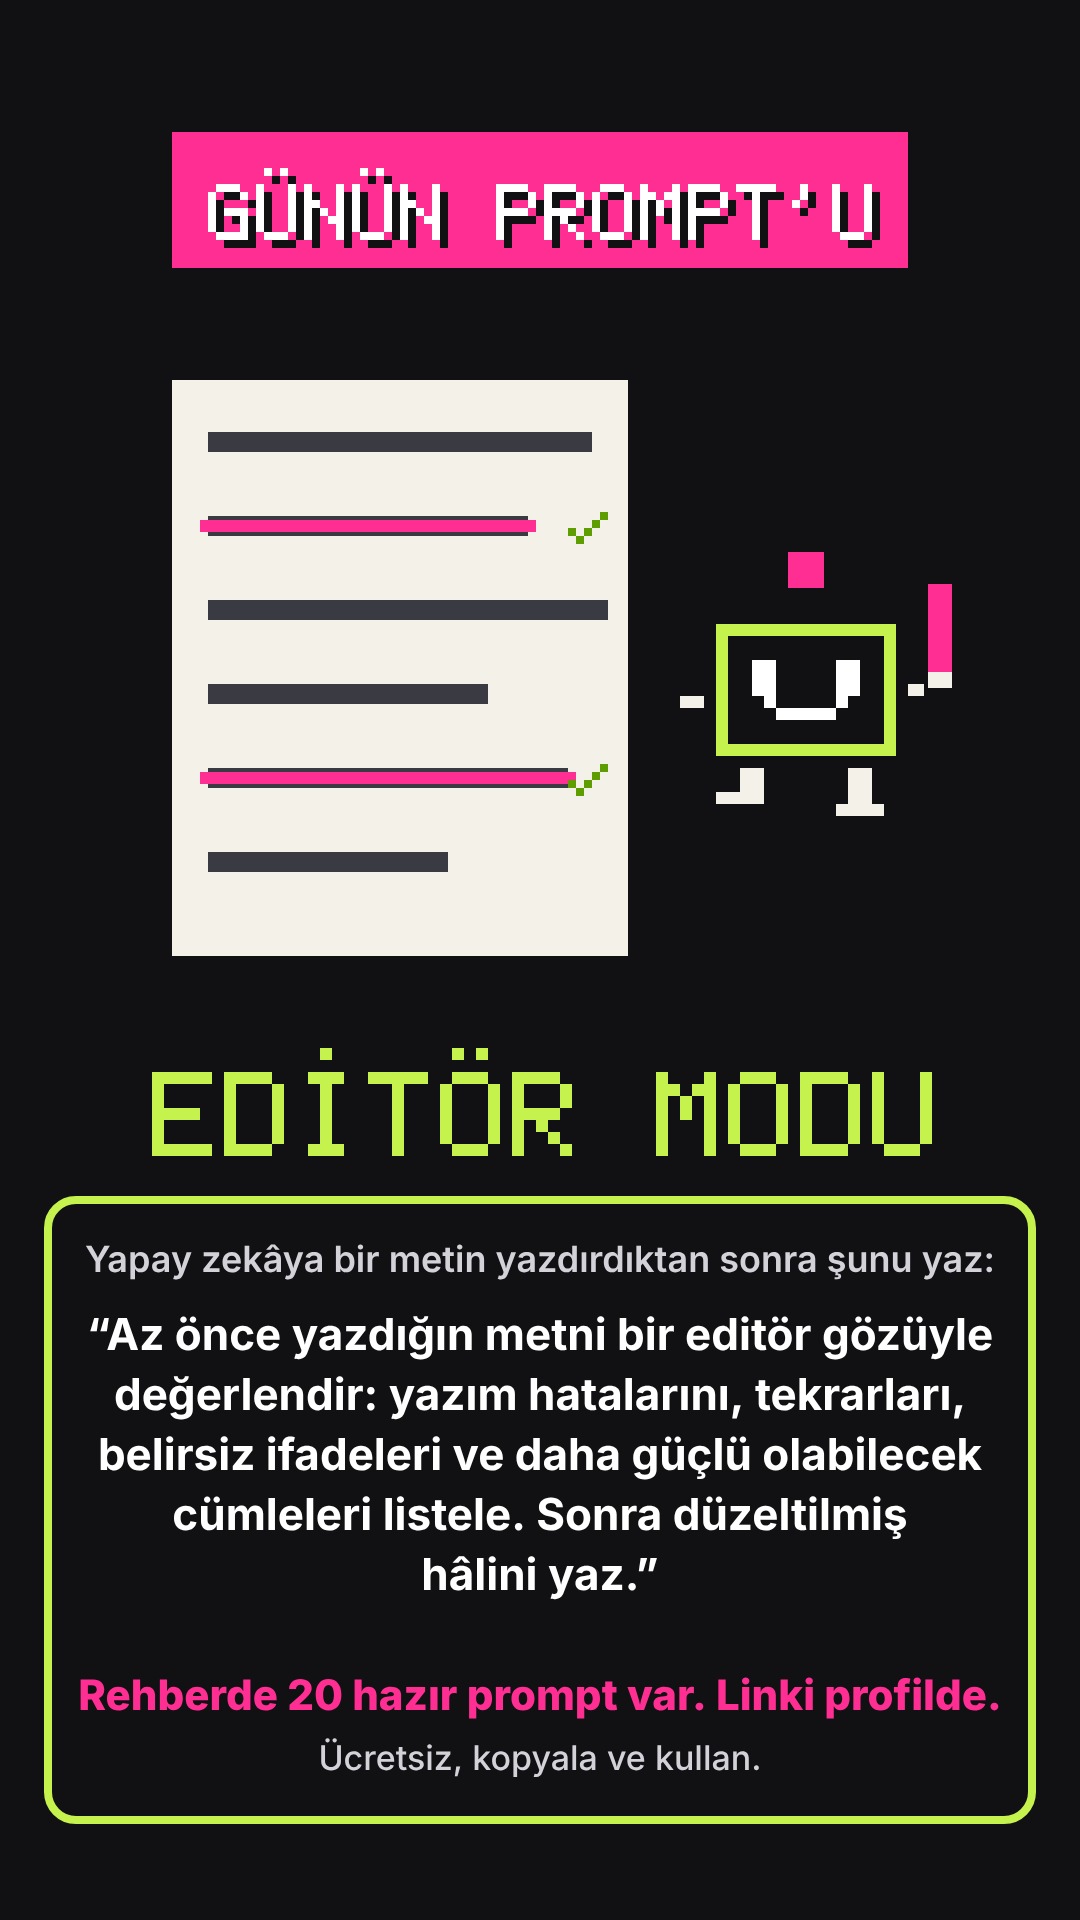 GÜNÜN PROMPT'U
EDİTÖR MODU
Yapay zekâya bir metin yazdırdıktan sonra şunu yaz:
“Az önce yazdığın metni bir editör gözüyle
değerlendir: yazım hatalarını, tekrarları,
belirsiz ifadeleri ve daha güçlü olabilecek
cümleleri listele. Sonra düzeltilmiş
hâlini yaz.”
Rehberde 20 hazır prompt var. Linki profilde.
Ücretsiz, kopyala ve kullan.